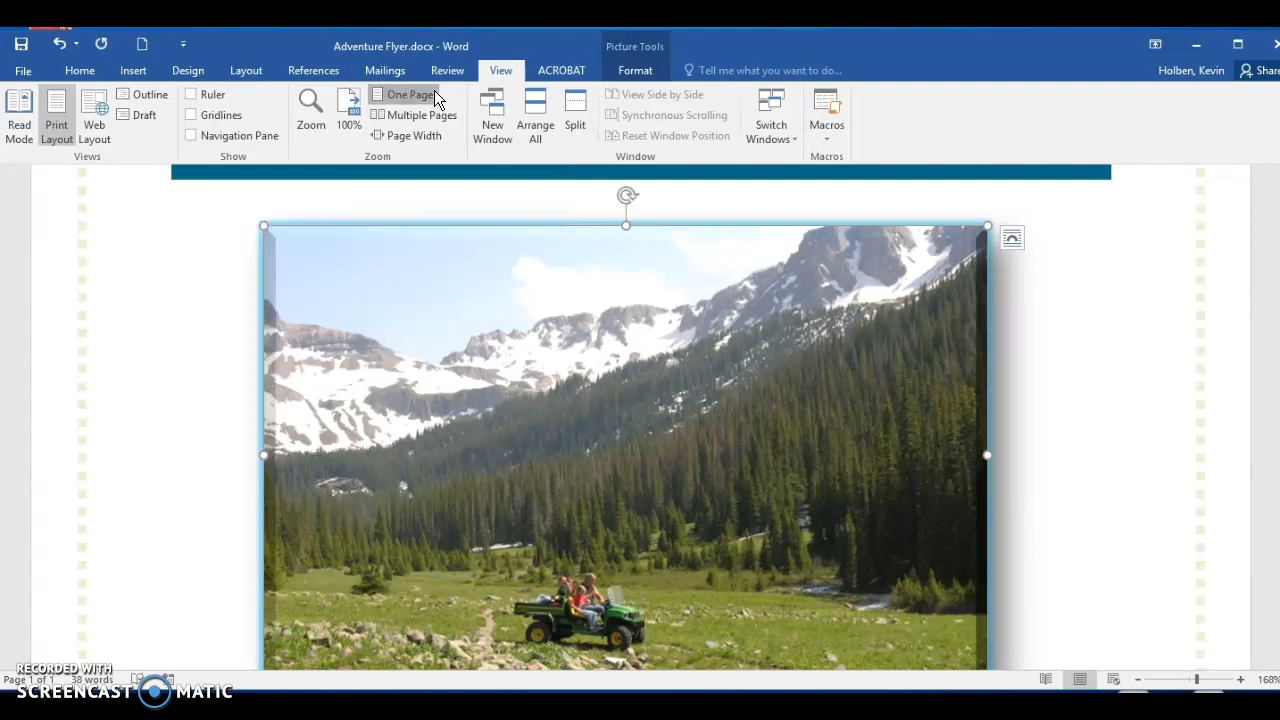 Adventure Flyer.docx - Word
Picture Tools
File Home Insert Design Layout References Mailings Review View ACROBAT Format Tell me what you want to do... Holben, Kevin Share
Read Mode
Print Layout
Web Layout
Outline
Draft
Views
Ruler
Gridlines
Navigation Pane
Show
Zoom
100%
One Page
Multiple Pages
Page Width
Zoom
New Window
Arrange All
Split
View Side by Side
Synchronous Scrolling
Reset Window Position
Window
Switch Windows
Macros
Macros
Page 1 of 1 38 words
168%
RECORDED WITH
SCREENCAST MATIC